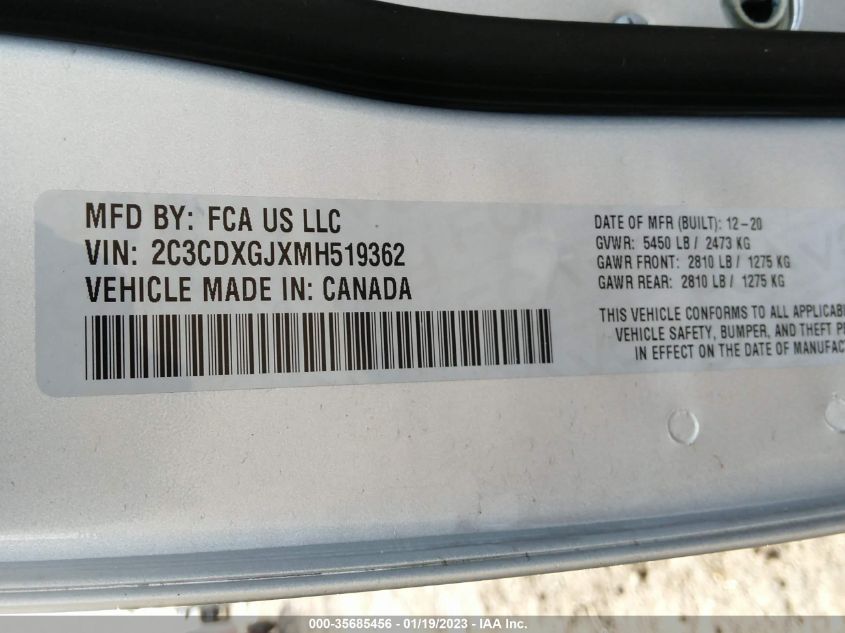 MFD BY: FCA US LLC
VIN: 2C3CDXGJXMH519362
VEHICLE MADE IN: CANADA
DATE OF MFR (BUILT): 12-20
GVWR: 5450 LB / 2473 KG
GAWR FRONT: 2810 LB / 1275 KG
GAWR REAR: 2810 LB / 1275 KG
THIS VEHICLE CONFORMS TO ALL
VEHICLE SAFETY, BUMPER, AND THEFT
IN EFFECT ON THE DATE OF
000-35685456 - 01/19/2023 - IAA Inc.